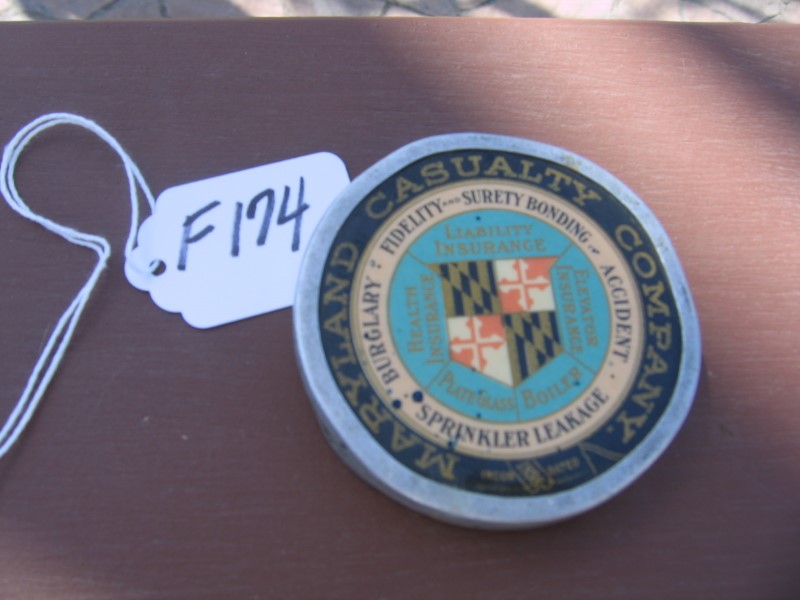 F174
MARYLAND CASUALTY COMPANY.
FIDELITY AND SURETY BONDING
ACCIDENT
SPRINKLER LEAKAGE
BURGLARY
LIABILITY
INSURANCE
ELEVATOR
INSURANCE
BOILER
PLATE GLASS
HEALTH
INSURANCE